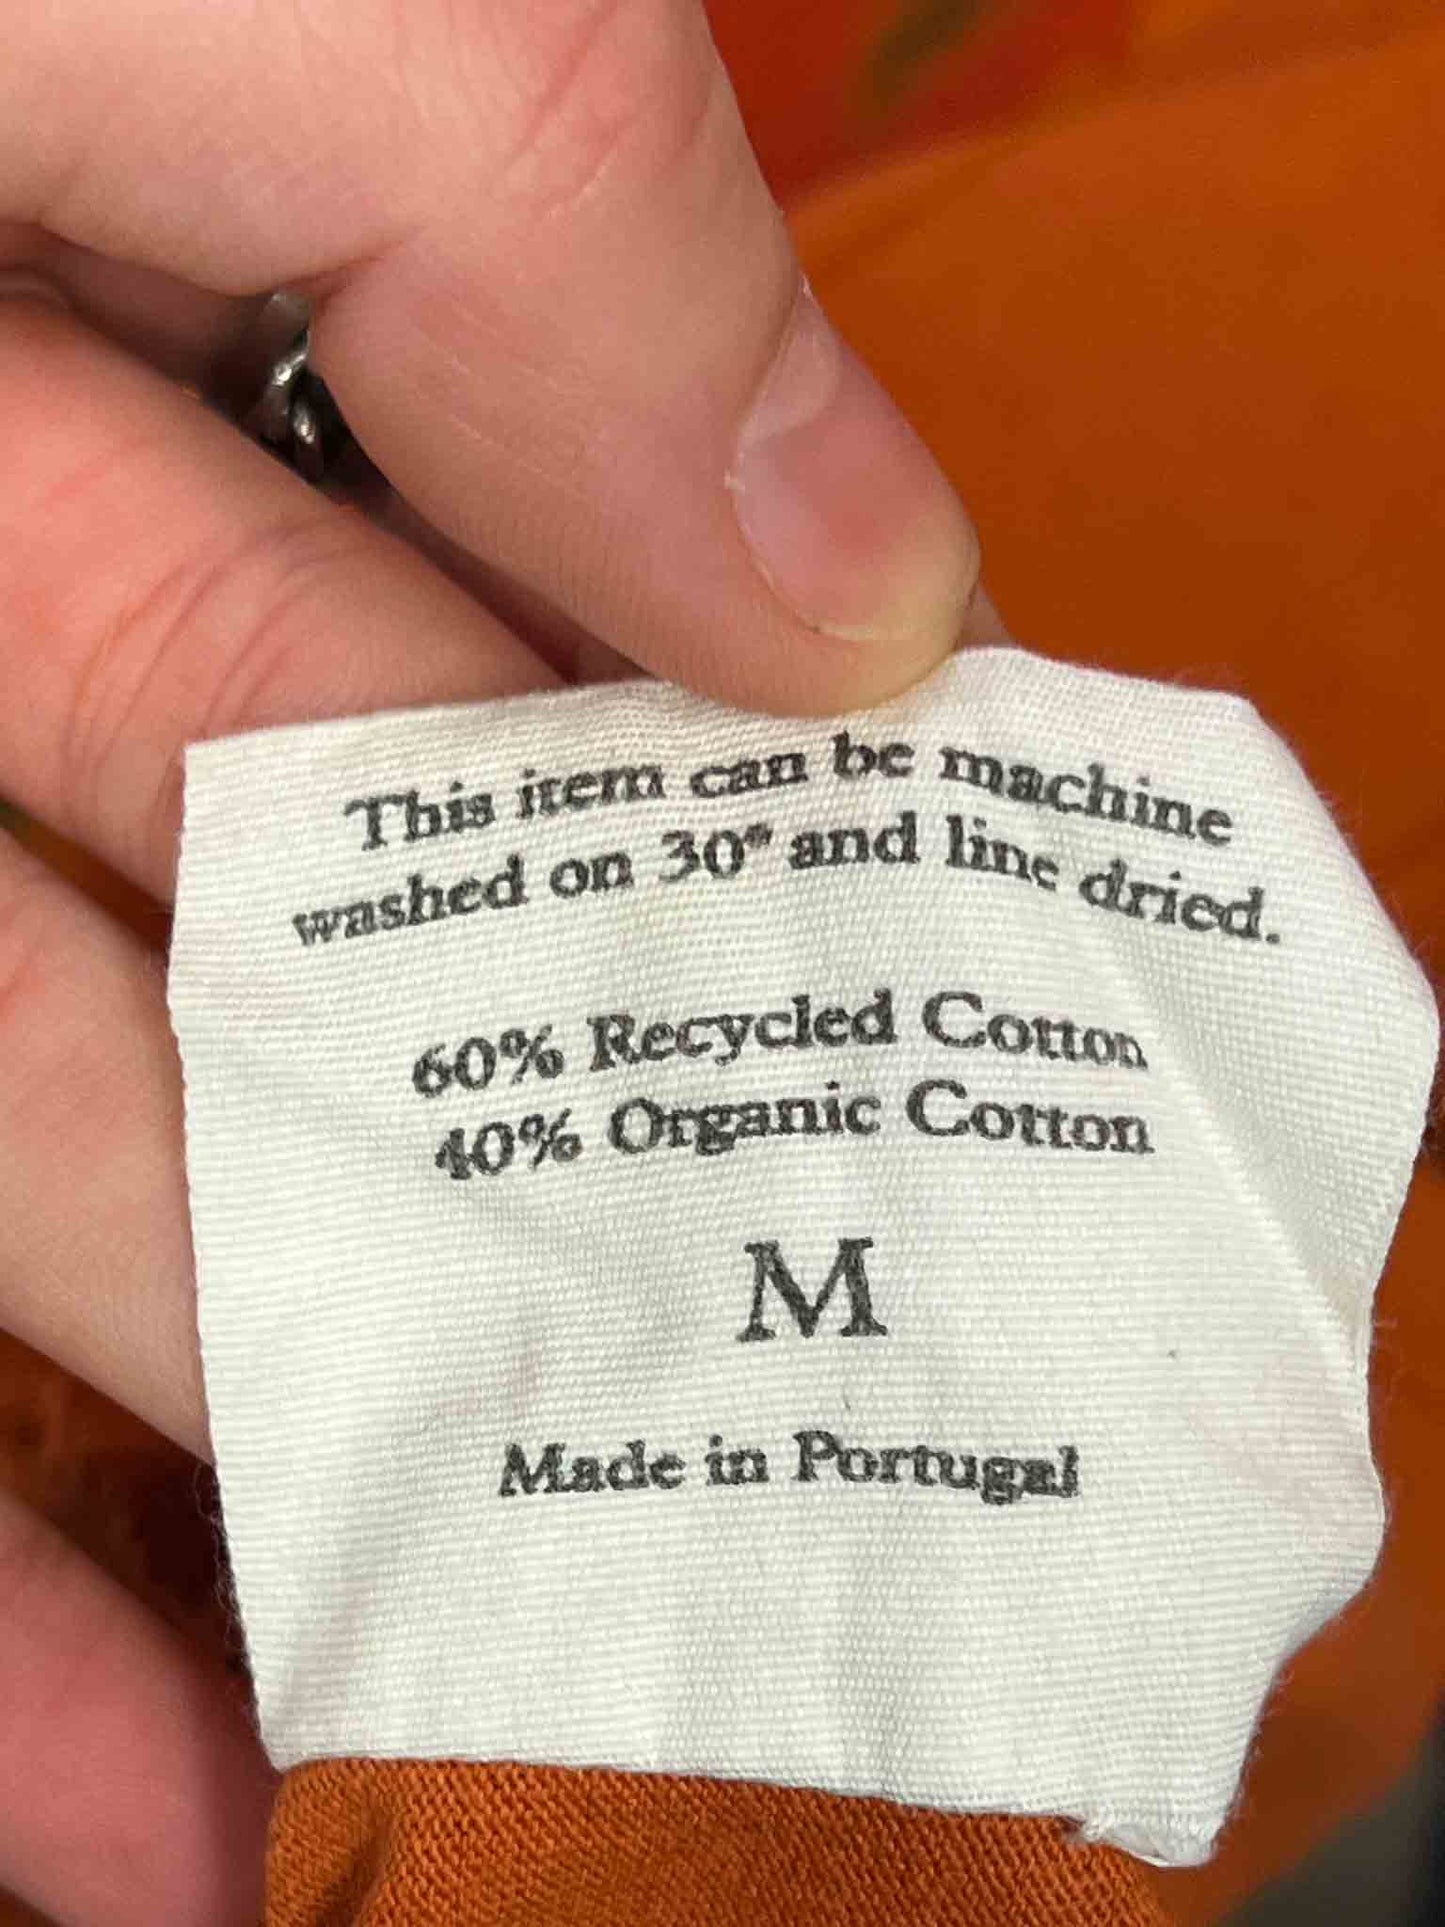 This item can be machine
washed on 30° and line dried.
60% Recycled Cotton
40% Organic Cotton
M
Made in Portugal